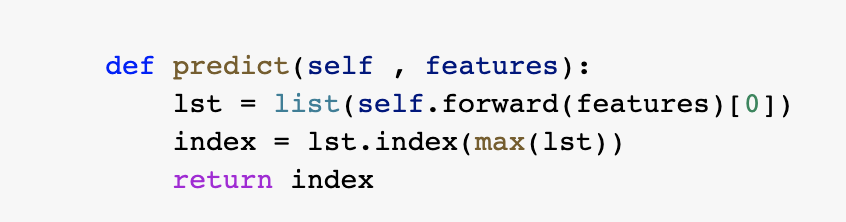 def predict(self , features):
    lst = list(self.forward(features)[0])
    index = lst.index(max(lst))
    return index